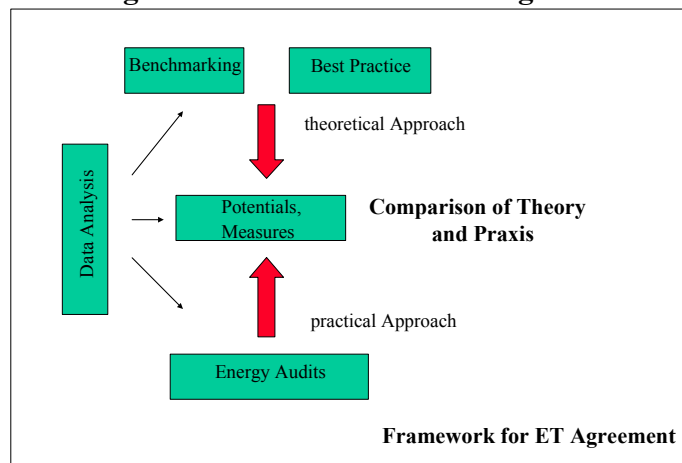 Benchmarking
Best Practice
theoretical Approach
Data Analysis
Potentials,
Measures
Comparison of Theory
and Praxis
practical Approach
Energy Audits
Framework for ET Agreement